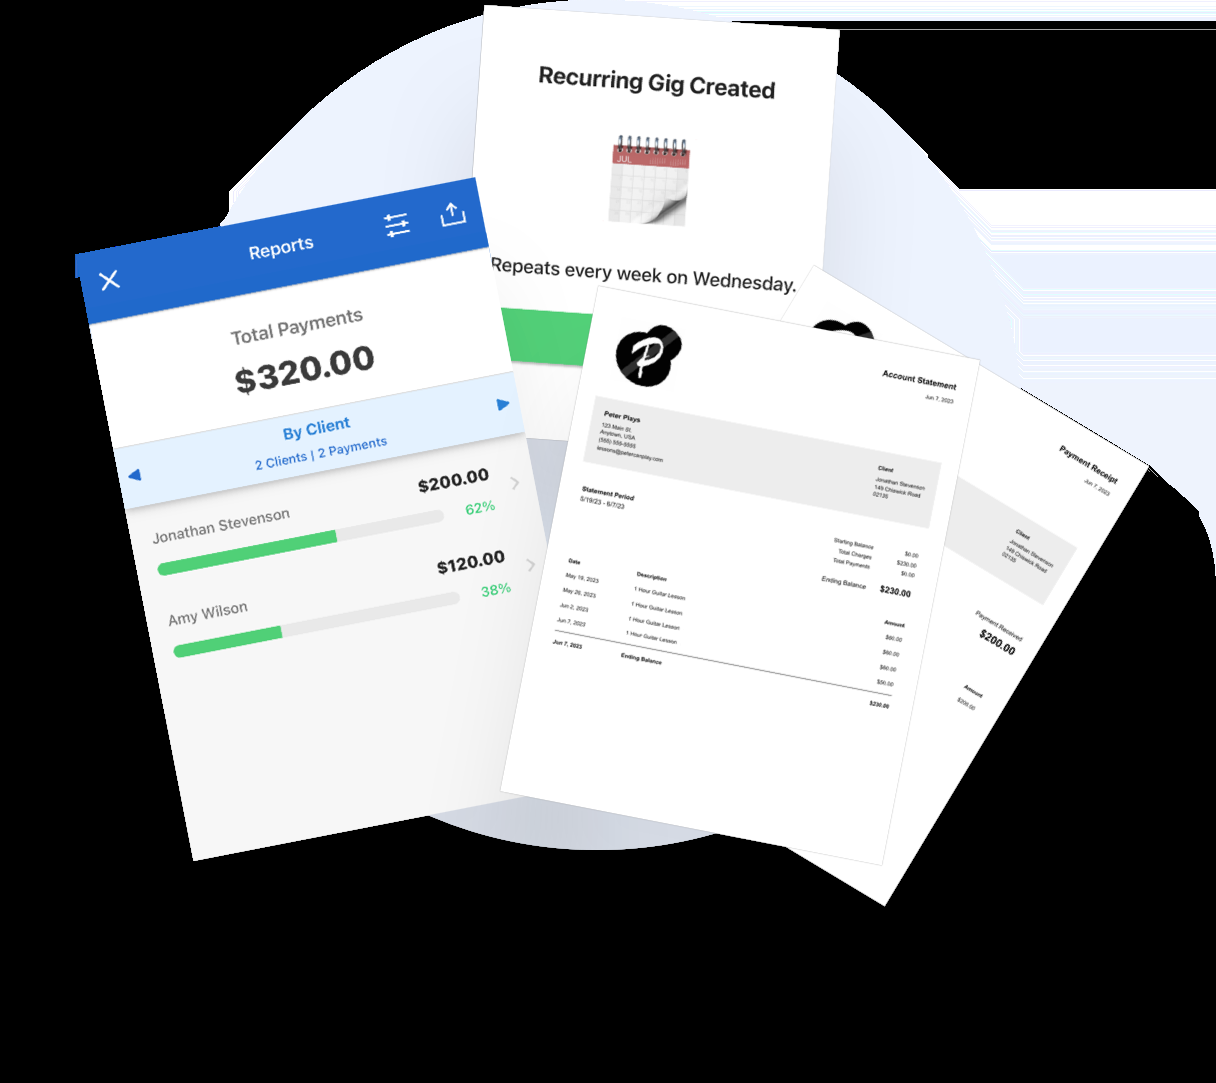 Recurring Gig Created
JUL
Repeats every week on Wednesday.
Reports
Total Payments
$320.00
By Client
2 Clients | 2 Payments
$200.00
Jonathan Stevenson
62%
$120.00
Amy Wilson
38%
P
Account Statement
Jun 7, 2023
Peter Plays
123 Main St.
Anytown, USA
(555) 555-5555
lessons@petercanplay.com
Client
Jonathan Stevenson
149 Chiswick Road
02135
Statement Period
5/19/23 - 6/7/23
Starting Balance $0.00
Total Charges $230.00
Total Payments $0.00
Ending Balance $230.00
Date Description Amount
May 19, 2023 1 Hour Guitar Lesson $60.00
May 26, 2023 1 Hour Guitar Lesson $60.00
Jun 2, 2023 1 Hour Guitar Lesson $60.00
Jun 7, 2023 1 Hour Guitar Lesson $50.00
Jun 7, 2023 Ending Balance $230.00
Payment Receipt
Jun 7, 2023
Client
Jonathan Stevenson
149 Chiswick Road
02135
Payment Received
$200.00
Amount
$200.00